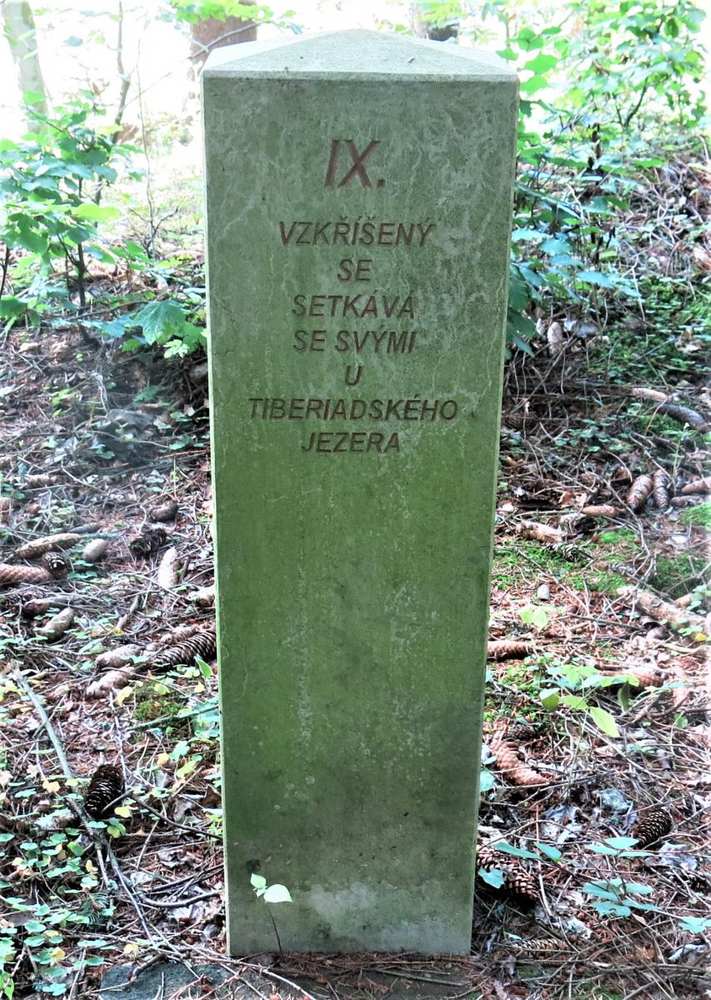 IX.
VZKŘÍŠENÝ
SE
SETKÁVÁ
SE SVÝMI
U
TIBERIADSKÉHO
JEZERA